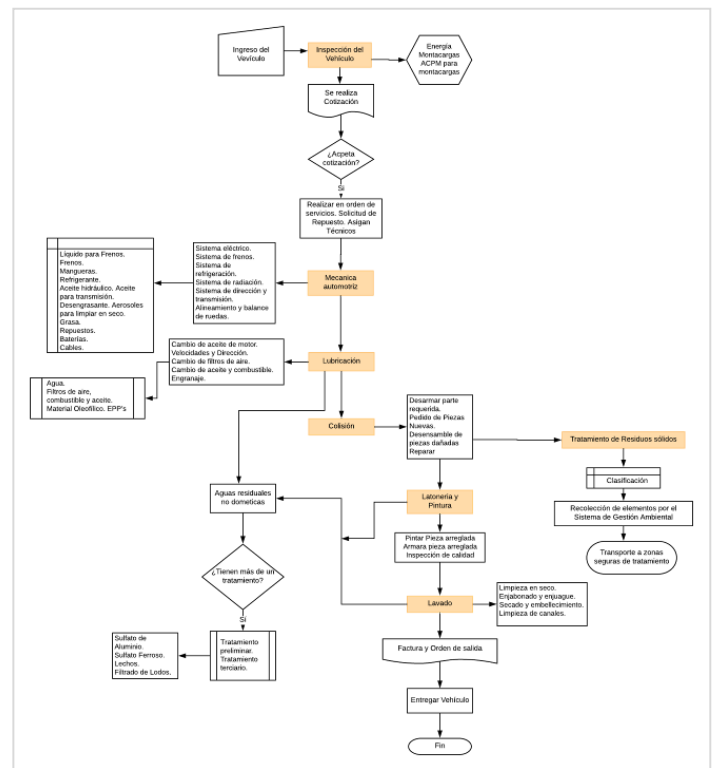 Ingreso del
Vevículo
Inspección del
Vehículo
Energía
Montacargas
ACPM para
montacargas
Se realiza
Cotización
¿Acpeta
cotización?
Si
Realizar en orden de
servicios. Solicitud de
Repuesto. Asigan
Técnicos
Líquido para Frenos.
Frenos.
Mangueras.
Refrigerante.
Aceite hidráulico. Aceite
para transmisión.
Desengrasante. Aerosoles
para limpiar en seco.
Grasa.
Repuestos.
Baterías.
Cables.
Sistema eléctrico.
Sistema de frenos.
Sistema de
refrigeración.
Sistema de radiación.
Sistema de dirección y
transmisión.
Alineamiento y balance
de ruedas.
Mecanica
automotriz
Cambio de aceite de motor.
Velocidades y Dirección.
Cambio de filtros de aire.
Cambio de aceite y combustible.
Engranaje.
Lubricación
Agua.
Filtros de aire,
combustible y aceite.
Material Oleofílico. EPP's
Colisión
Desarmar parte
requerida.
Pedido de Piezas
Nuevas.
Desensamble de
piezas dañadas
Reparar
Tratamiento de Residuos sólidos
Clasificación
Recolección de elementos por el
Sistema de Gestión Ambiental
Transporte a zonas
seguras de tratamiento
Aguas residuales
no dometicas
Latoneria y
Pintura
Pintar Pieza arreglada
Armara pieza arreglada
Inspección de calidad
¿Tienen más de un
tratamiento?
Si
Lavado
Limpieza en seco.
Enjabonado y enjuague.
Secado y embellecimiento.
Limpieza de canales.
Sulfato de
Aluminio.
Sulfato Ferroso.
Lechos.
Filtrado de Lodos.
Tratamiento
preliminar.
Tratamiento
terciario.
Factura y Orden de salida
Entregar Vehículo
Fin